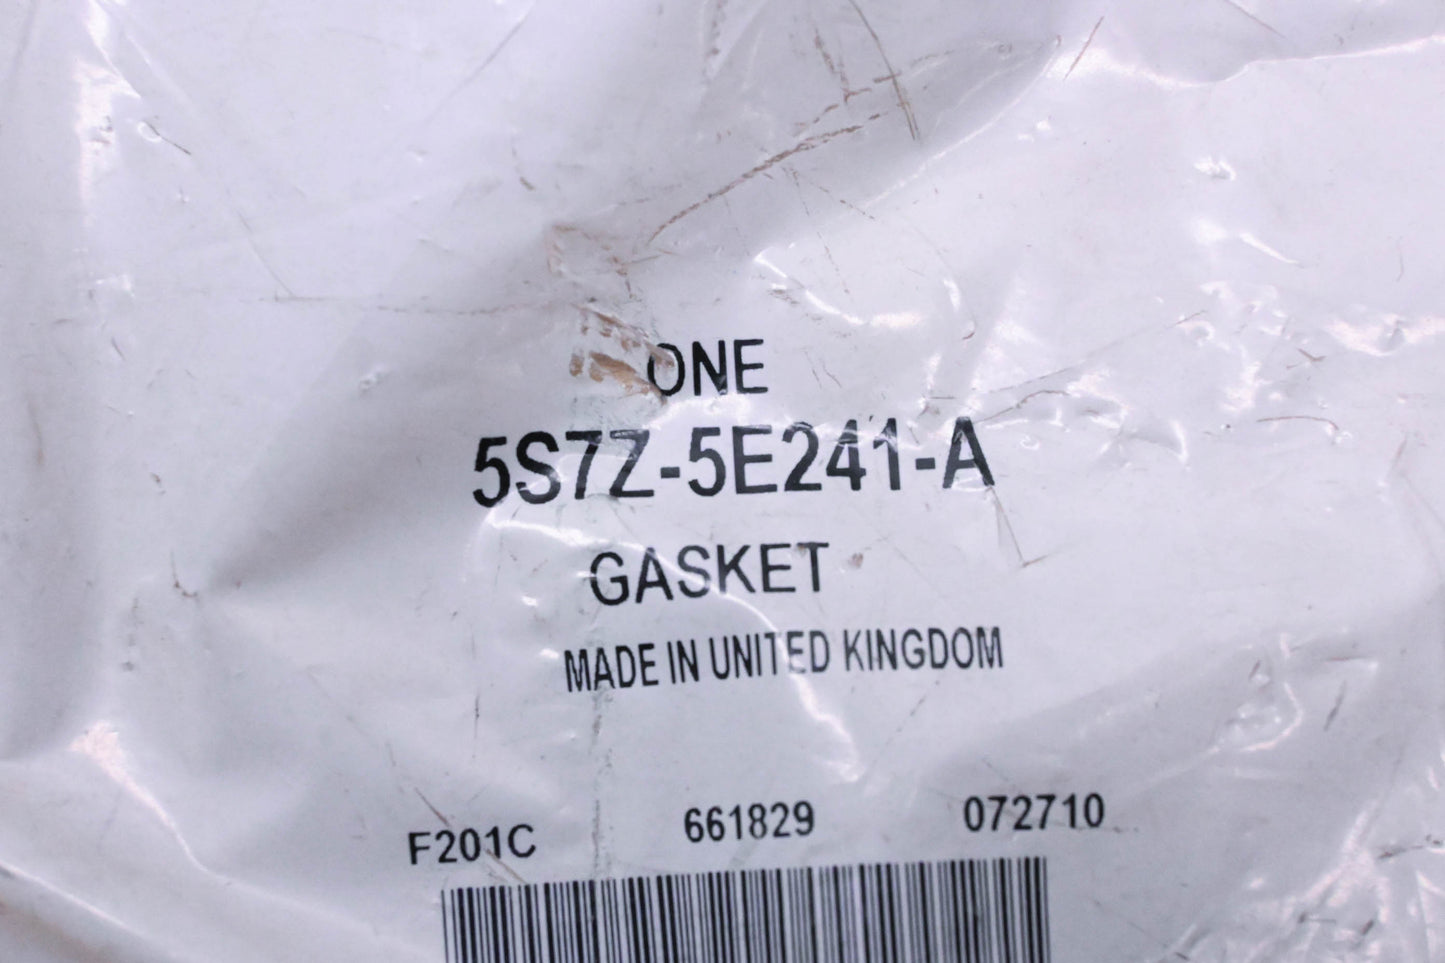 ONE
5S7Z-5E241-A
GASKET
MADE IN UNITED KINGDOM
F201C 661829 072710